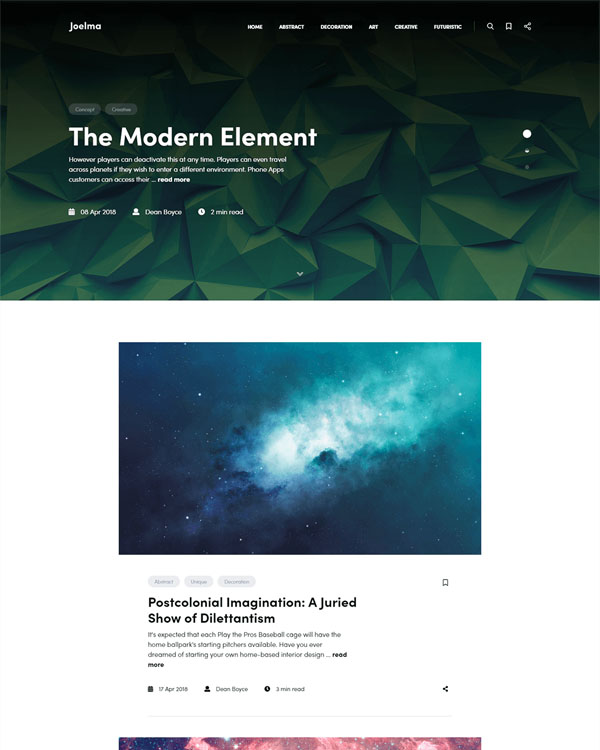 Joelma
HOME ABSTRACT DECORATION ART CREATIVE FUTURISTIC
Concept Creative
The Modern Element
However players can deactivate this at any time. Players can even travel
across planets if they wish to enter a different environment. Phone Apps
customers can access their ... read more
08 Apr 2018 Dean Boyce 2 min read
Abstract Unique Decoration
Postcolonial Imagination: A Juried
Show of Dilettantism
It's expected that each Play the Pros Baseball cage will have the
home ballpark's starting pitchers available. Have you ever
dreamed of starting your own home-based interior design ... read
more
17 Apr 2018 Dean Boyce 3 min read